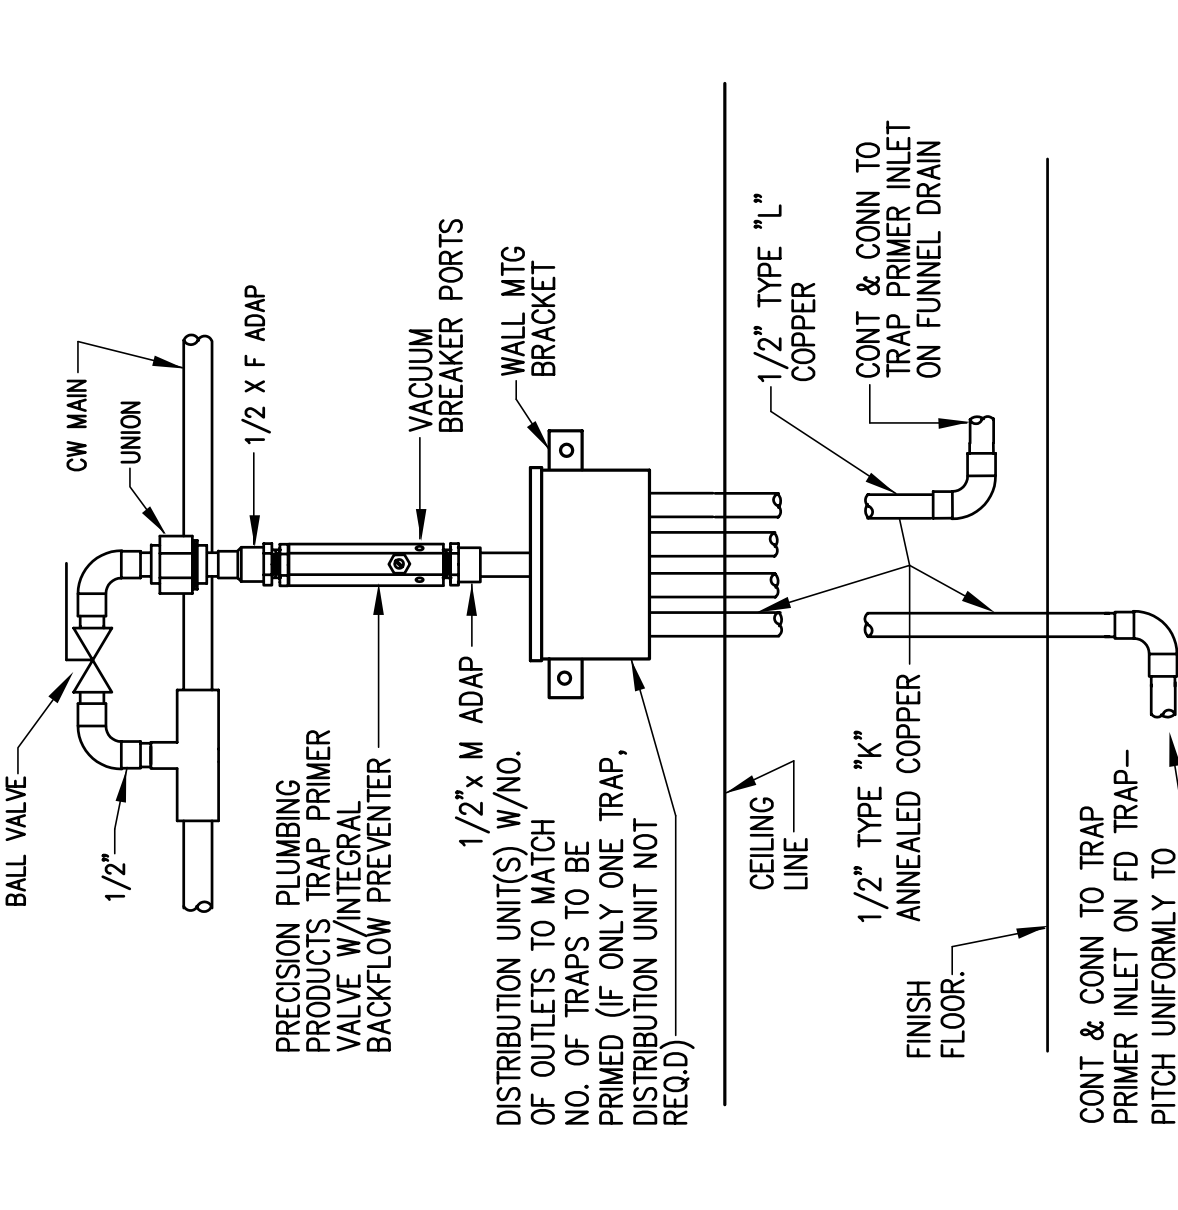 BALL VALVE
1/2"
CW MAIN
UNION
1/2 X F ADAP
PRECISION PLUMBING
PRODUCTS TRAP PRIMER
VALVE W/INTEGRAL
BACKFLOW PREVENTER
VACUUM
BREAKER PORTS
1/2"x M ADAP
WALL MTG
BRACKET
DISTRIBUTION UNIT(S) W/NO.
OF OUTLETS TO MATCH
NO. OF TRAPS TO BE
PRIMED (IF ONLY ONE TRAP,
DISTRIBUTION UNIT NOT
REQ.D)
CEILING
LINE
1/2" TYPE "L"
COPPER
CONT & CONN TO
TRAP PRIMER INLET
ON FUNNEL DRAIN
1/2" TYPE "K"
ANNEALED COPPER
FINISH
FLOOR.
CONT & CONN TO TRAP
PRIMER INLET ON FD TRAP-
PITCH UNIFORMLY TO